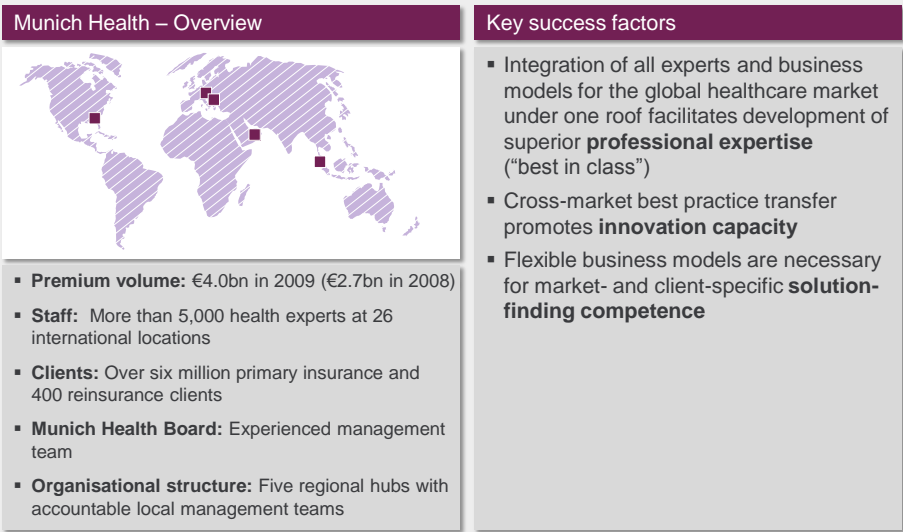 Munich Health – Overview
▪ Premium volume: €4.0bn in 2009 (€2.7bn in 2008)
▪ Staff:  More than 5,000 health experts at 26
international locations
▪ Clients: Over six million primary insurance and
400 reinsurance clients
▪ Munich Health Board: Experienced management
team
▪ Organisational structure: Five regional hubs with
accountable local management teams
Key success factors
▪ Integration of all experts and business
models for the global healthcare market
under one roof facilitates development of
superior professional expertise
(“best in class”)
▪ Cross-market best practice transfer
promotes innovation capacity
▪ Flexible business models are necessary
for market- and client-specific solution-
finding competence